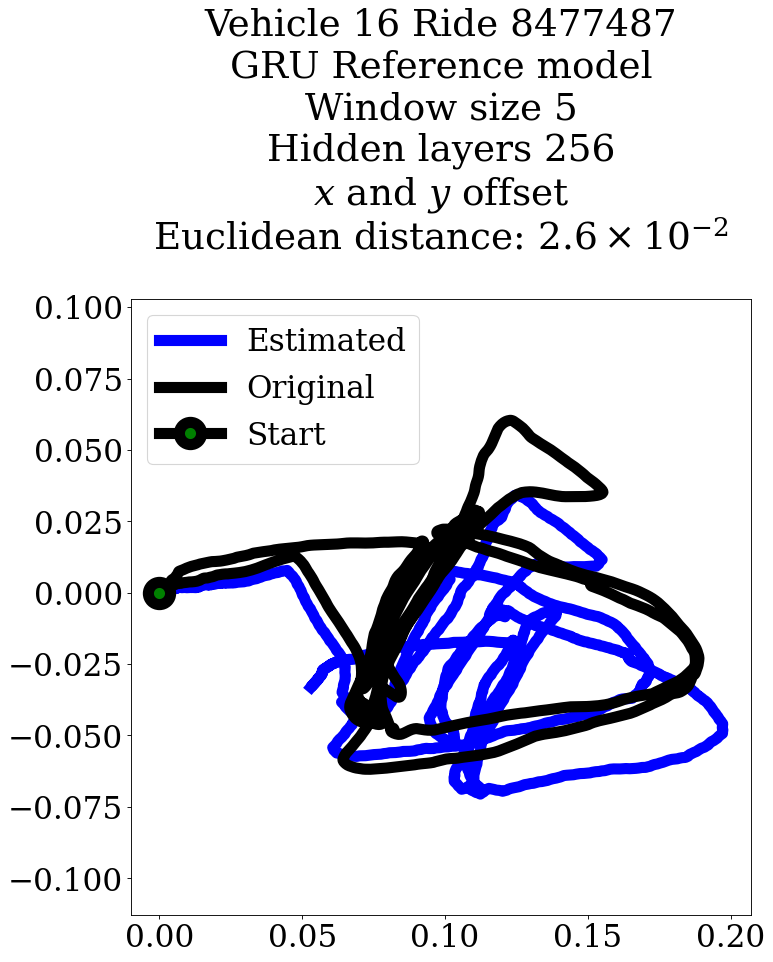 Vehicle 16 Ride 8477487
GRU Reference model
Window size 5
Hidden layers 256
x and y offset
Euclidean distance: 2.6 × 10⁻²
0.100
0.075
0.050
0.025
0.000
−0.025
−0.050
−0.075
−0.100
Estimated
Original
Start
0.00 0.05 0.10 0.15 0.20